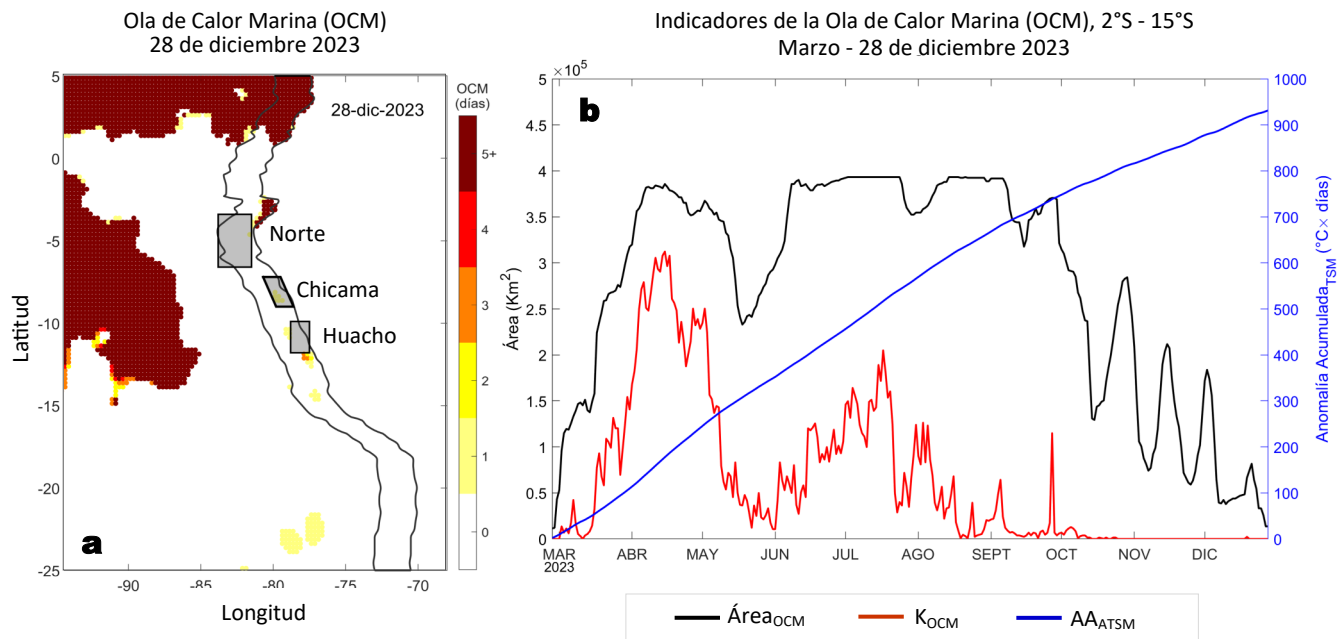 Ola de Calor Marina (OCM)
28 de diciembre 2023
5
0
-5
-10
-15
-20
-25
Latitud
-90
-80
-70
Longitud
28-dic-2023
Norte
Chicama
Huacho
a
OCM
(días)
5+
4
3
2
1
0
Indicadores de la Ola de Calor Marina (OCM), 2°S - 15°S
Marzo - 28 de diciembre 2023
×10⁵
b
5
4.5
4
3.5
3
2.5
2
1.5
1
0.5
0
Área (Km²)
MAR
2023
ABR
MAY
JUN
JUL
AGO
SEPT
OCT
NOV
DIC
1000
900
800
700
600
500
400
300
200
100
0
Anomalía Acumulada_TSM (°C× días)
Área_OCM
K_OCM
AA_ATSM